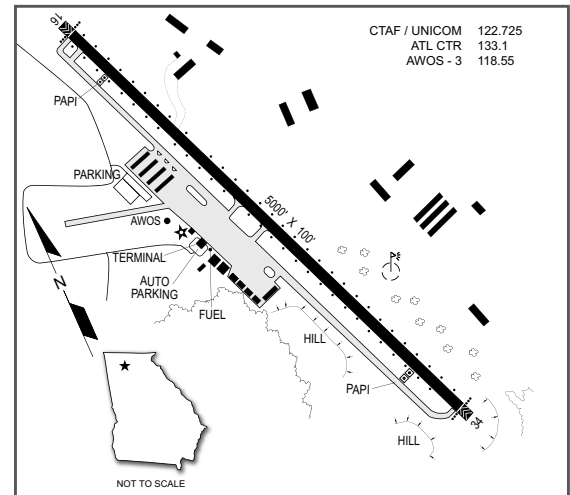 CTAF / UNICOM 122.725
ATL CTR 133.1
AWOS - 3 118.55
16
PAPI
PARKING
5000' X 100'
AWOS
TERMINAL
AUTO
PARKING
FUEL
N
HILL
PAPI
34
HILL
NOT TO SCALE